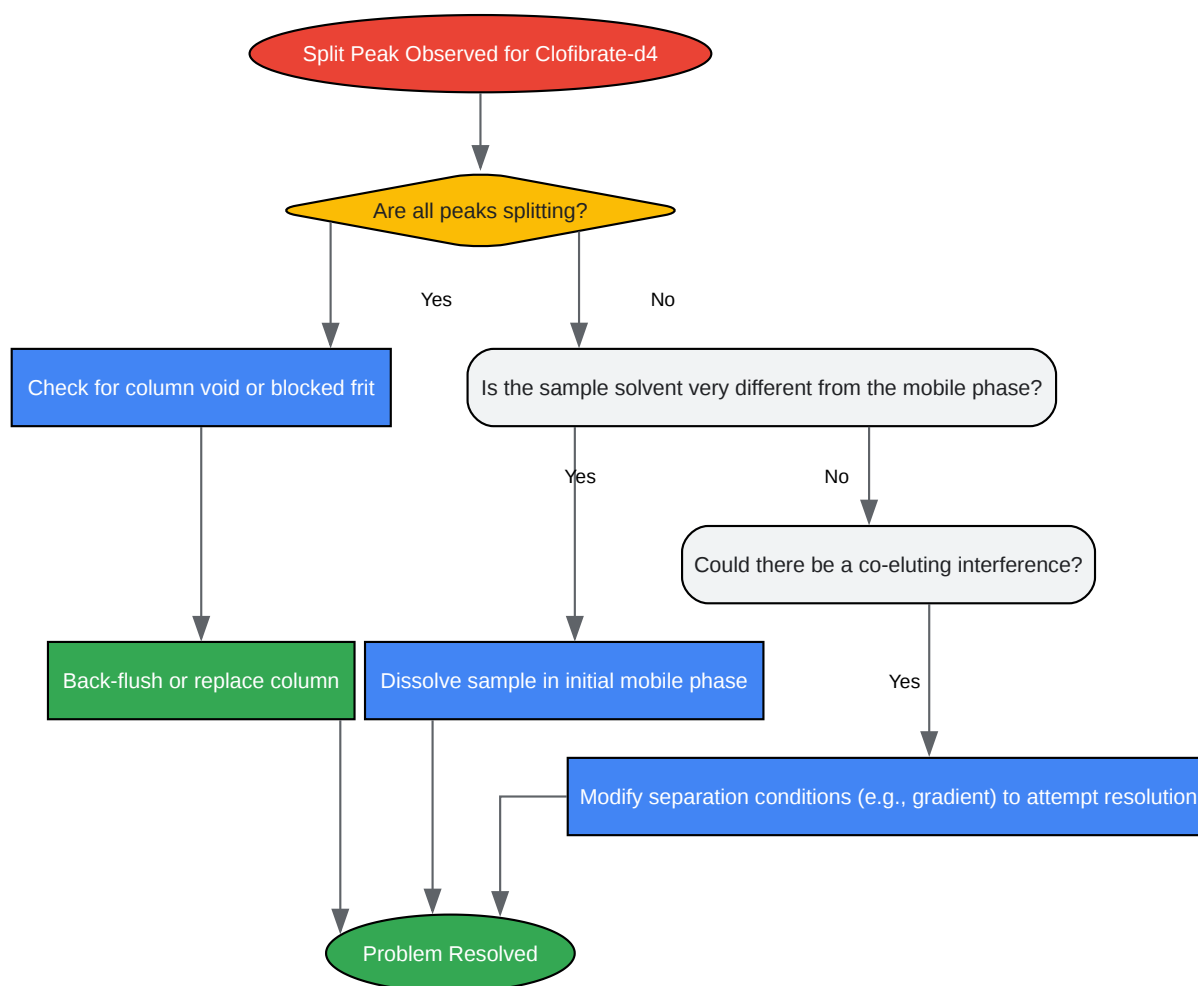 Split Peak Observed for Clofibrate-d4
Are all peaks splitting?
Yes
No
Check for column void or blocked frit
Is the sample solvent very different from the mobile phase?
Yes
No
Could there be a co-eluting interference?
Back-flush or replace column
Dissolve sample in initial mobile phase
Yes
Modify separation conditions (e.g., gradient) to attempt resolution
Problem Resolved